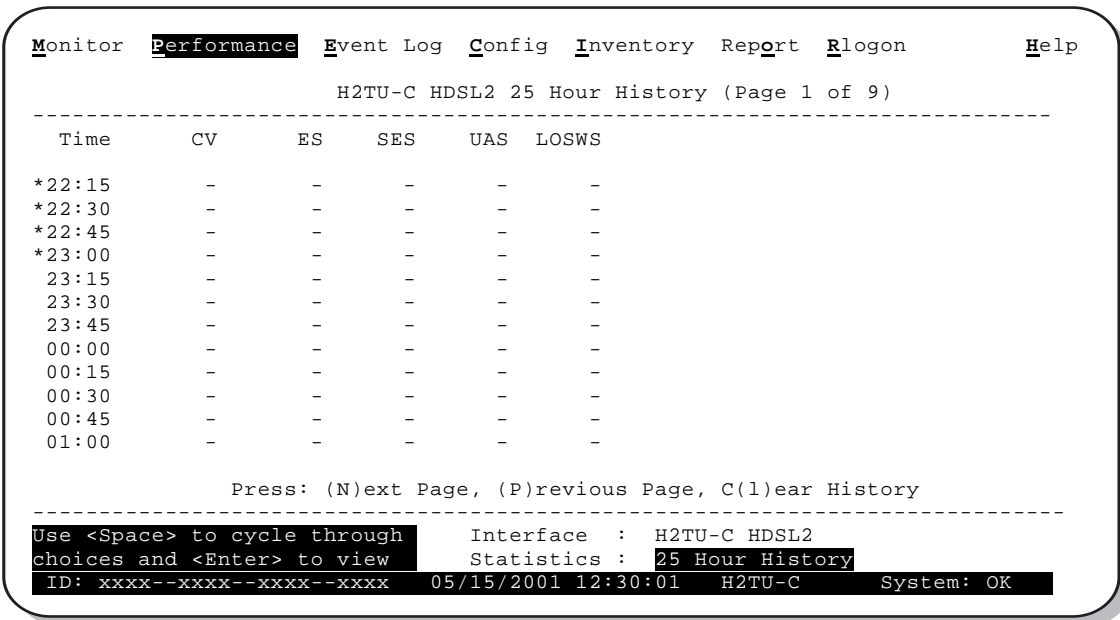 Monitor  Performance  Event Log  Config  Inventory  Report  Rlogon  Help
H2TU-C HDSL2 25 Hour History (Page 1 of 9)
--------------------------------------------------------------------------------
Time  CV  ES  SES  UAS  LOSWS
*22:15  -  -  -  -  -
*22:30  -  -  -  -  -
*22:45  -  -  -  -  -
*23:00  -  -  -  -  -
23:15  -  -  -  -  -
23:30  -  -  -  -  -
23:45  -  -  -  -  -
00:00  -  -  -  -  -
00:15  -  -  -  -  -
00:30  -  -  -  -  -
00:45  -  -  -  -  -
01:00  -  -  -  -  -
Press: (N)ext Page, (P)revious Page, C(l)ear History
--------------------------------------------------------------------------------
Use <Space> to cycle through  Interface  :  H2TU-C HDSL2
choices and <Enter> to view  Statistics :  25 Hour History
ID: xxxx--xxxx--xxxx--xxxx  05/15/2001 12:30:01  H2TU-C  System: OK